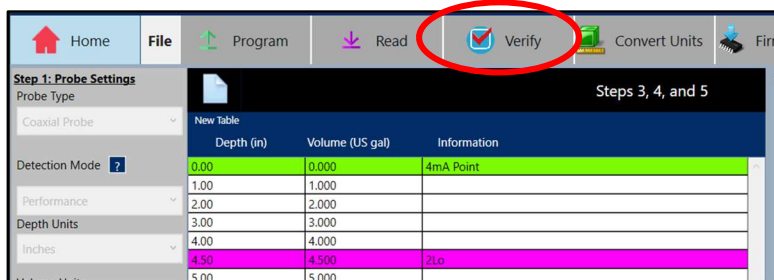 Home File Program Read Verify Convert Units
Step 1: Probe Settings
Probe Type
Coaxial Probe
Detection Mode ?
Performance
Depth Units
Inches
Steps 3, 4, and 5
New Table
Depth (in) Volume (US gal) Information
0.00 0.000 4mA Point
1.00 1.000
2.00 2.000
3.00 3.000
4.00 4.000
4.50 4.500 2Lo
5.00 5.000